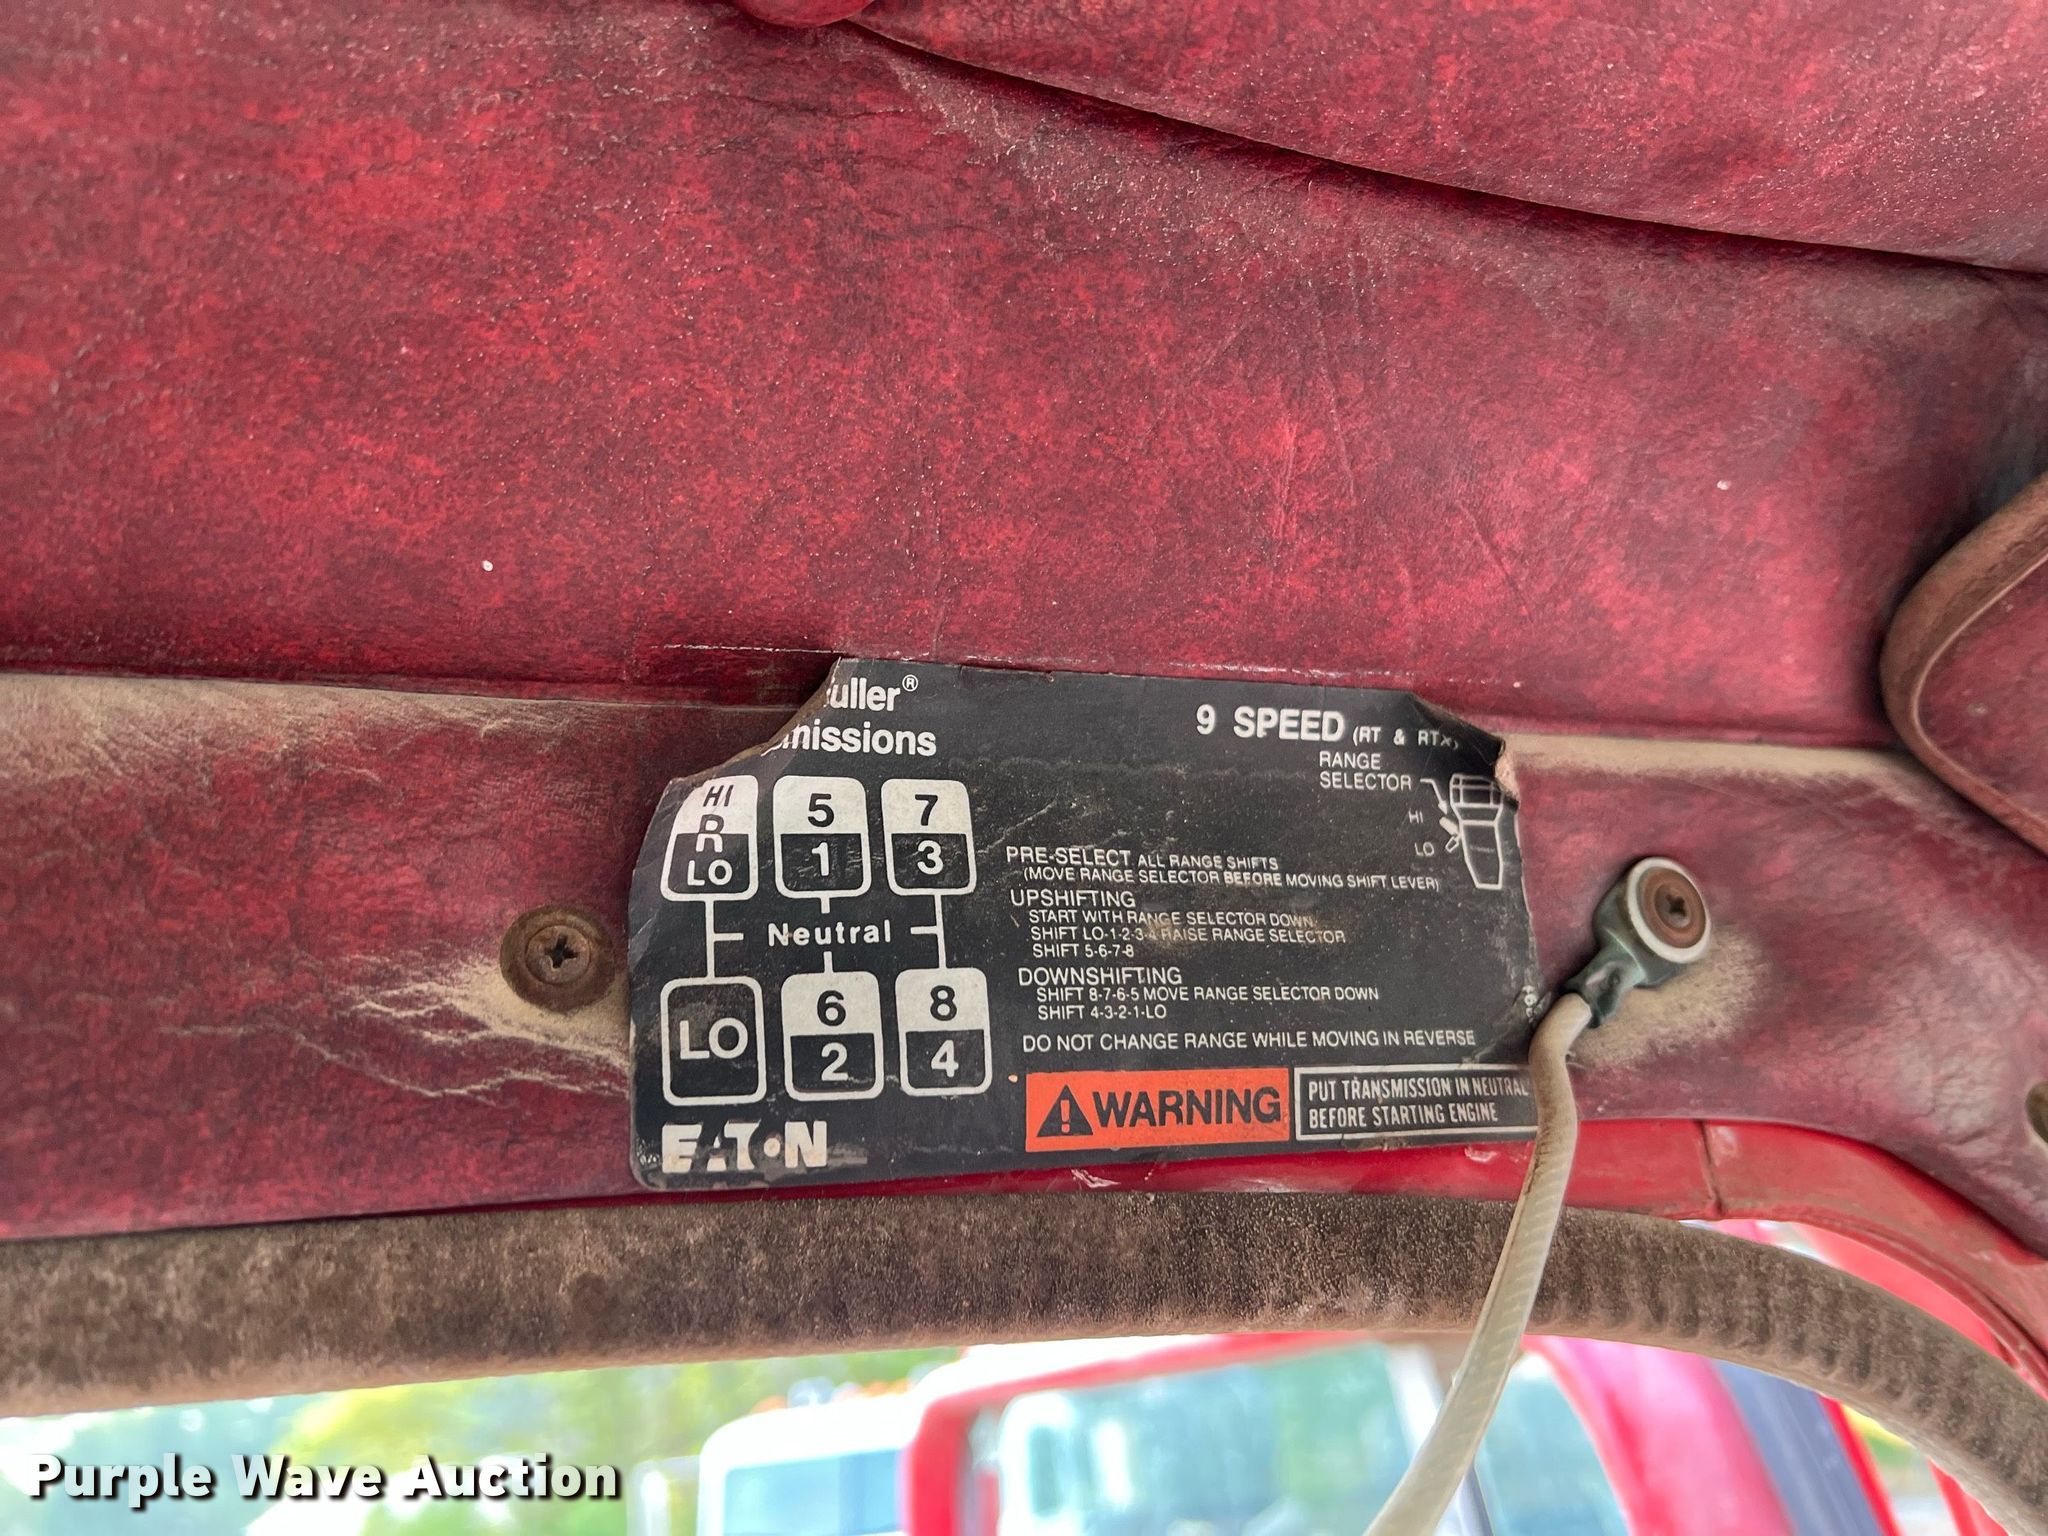 uller®
missions
9 SPEED (RT & RTX)
RANGE
SELECTOR
HI
LO
HI
R
LO
5
1
7
3
Neutral
LO
6
2
8
4
PRE-SELECT ALL RANGE SHIFTS
(MOVE RANGE SELECTOR BEFORE MOVING SHIFT LEVER)
UPSHIFTING
START WITH RANGE SELECTOR DOWN
SHIFT LO-1-2-3-4 RAISE RANGE SELECTOR
SHIFT 5-6-7-8
DOWNSHIFTING
SHIFT 8-7-6-5 MOVE RANGE SELECTOR DOWN
SHIFT 4-3-2-1-LO
DO NOT CHANGE RANGE WHILE MOVING IN REVERSE
WARNING
PUT TRANSMISSION IN NEUTRAL
BEFORE STARTING ENGINE
EATON
Purple Wave Auction